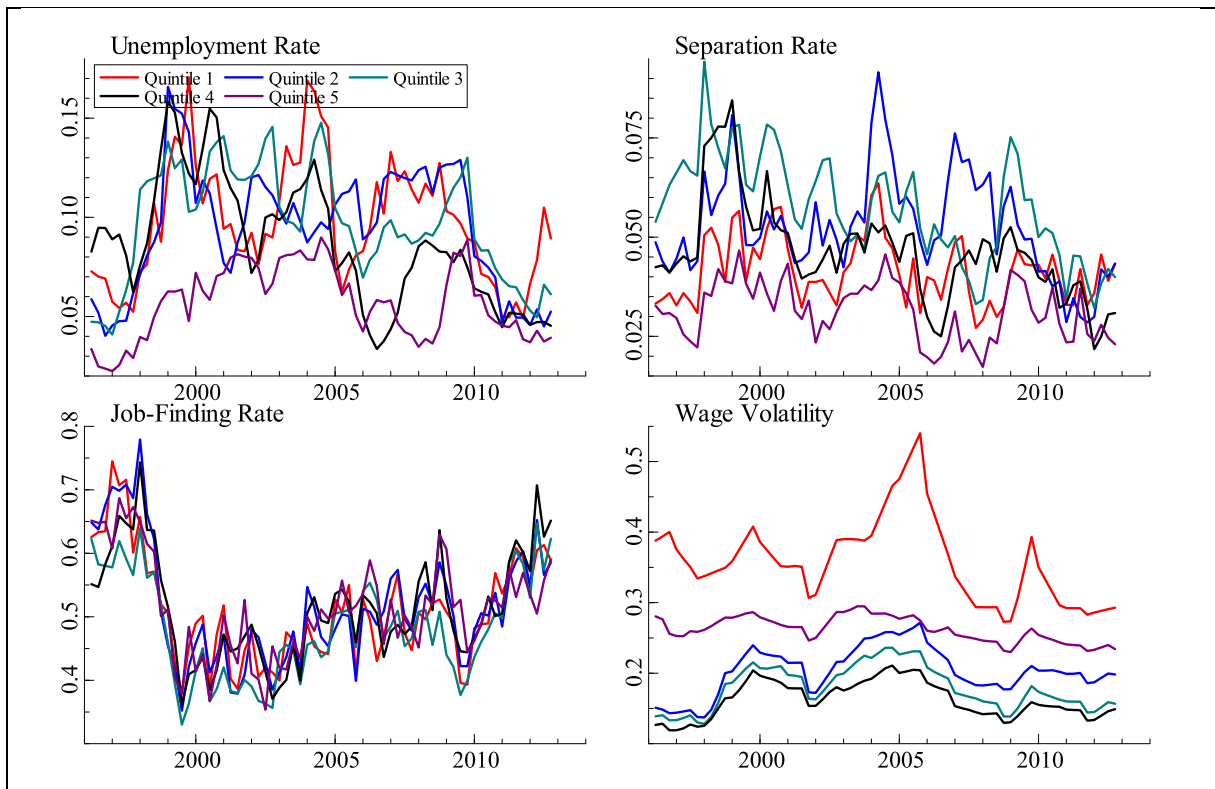 Unemployment Rate
Quintile 1 Quintile 2 Quintile 3
Quintile 4 Quintile 5
0.15
0.10
0.05
2000 2005 2010
Separation Rate
0.075
0.050
0.025
2000 2005 2010
Job-Finding Rate
0.8
0.7
0.6
0.5
0.4
2000 2005 2010
Wage Volatility
0.5
0.4
0.3
0.2
2000 2005 2010